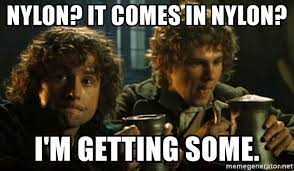 NYLON? IT COMES IN NYLON?
I'M GETTING SOME.
memegenerator.net